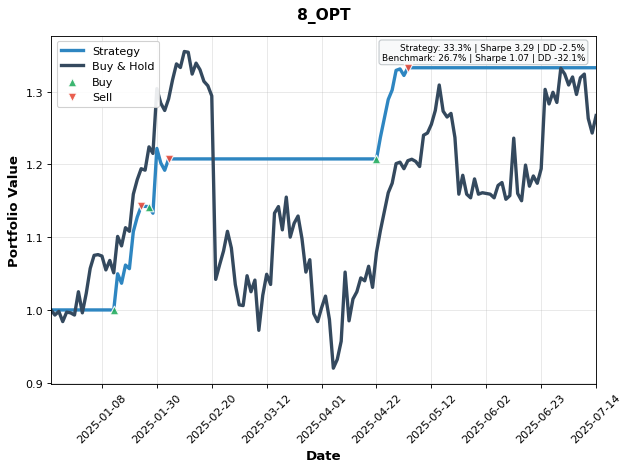 8_OPT
Strategy
Buy & Hold
Buy
Sell
Strategy: 33.3% | Sharpe 3.29 | DD -2.5%
Benchmark: 26.7% | Sharpe 1.07 | DD -32.1%
Portfolio Value
1.3
1.2
1.1
1.0
0.9
2025-01-08
2025-01-30
2025-02-20
2025-03-12
2025-04-01
2025-04-22
2025-05-12
2025-06-02
2025-06-23
2025-07-14
Date